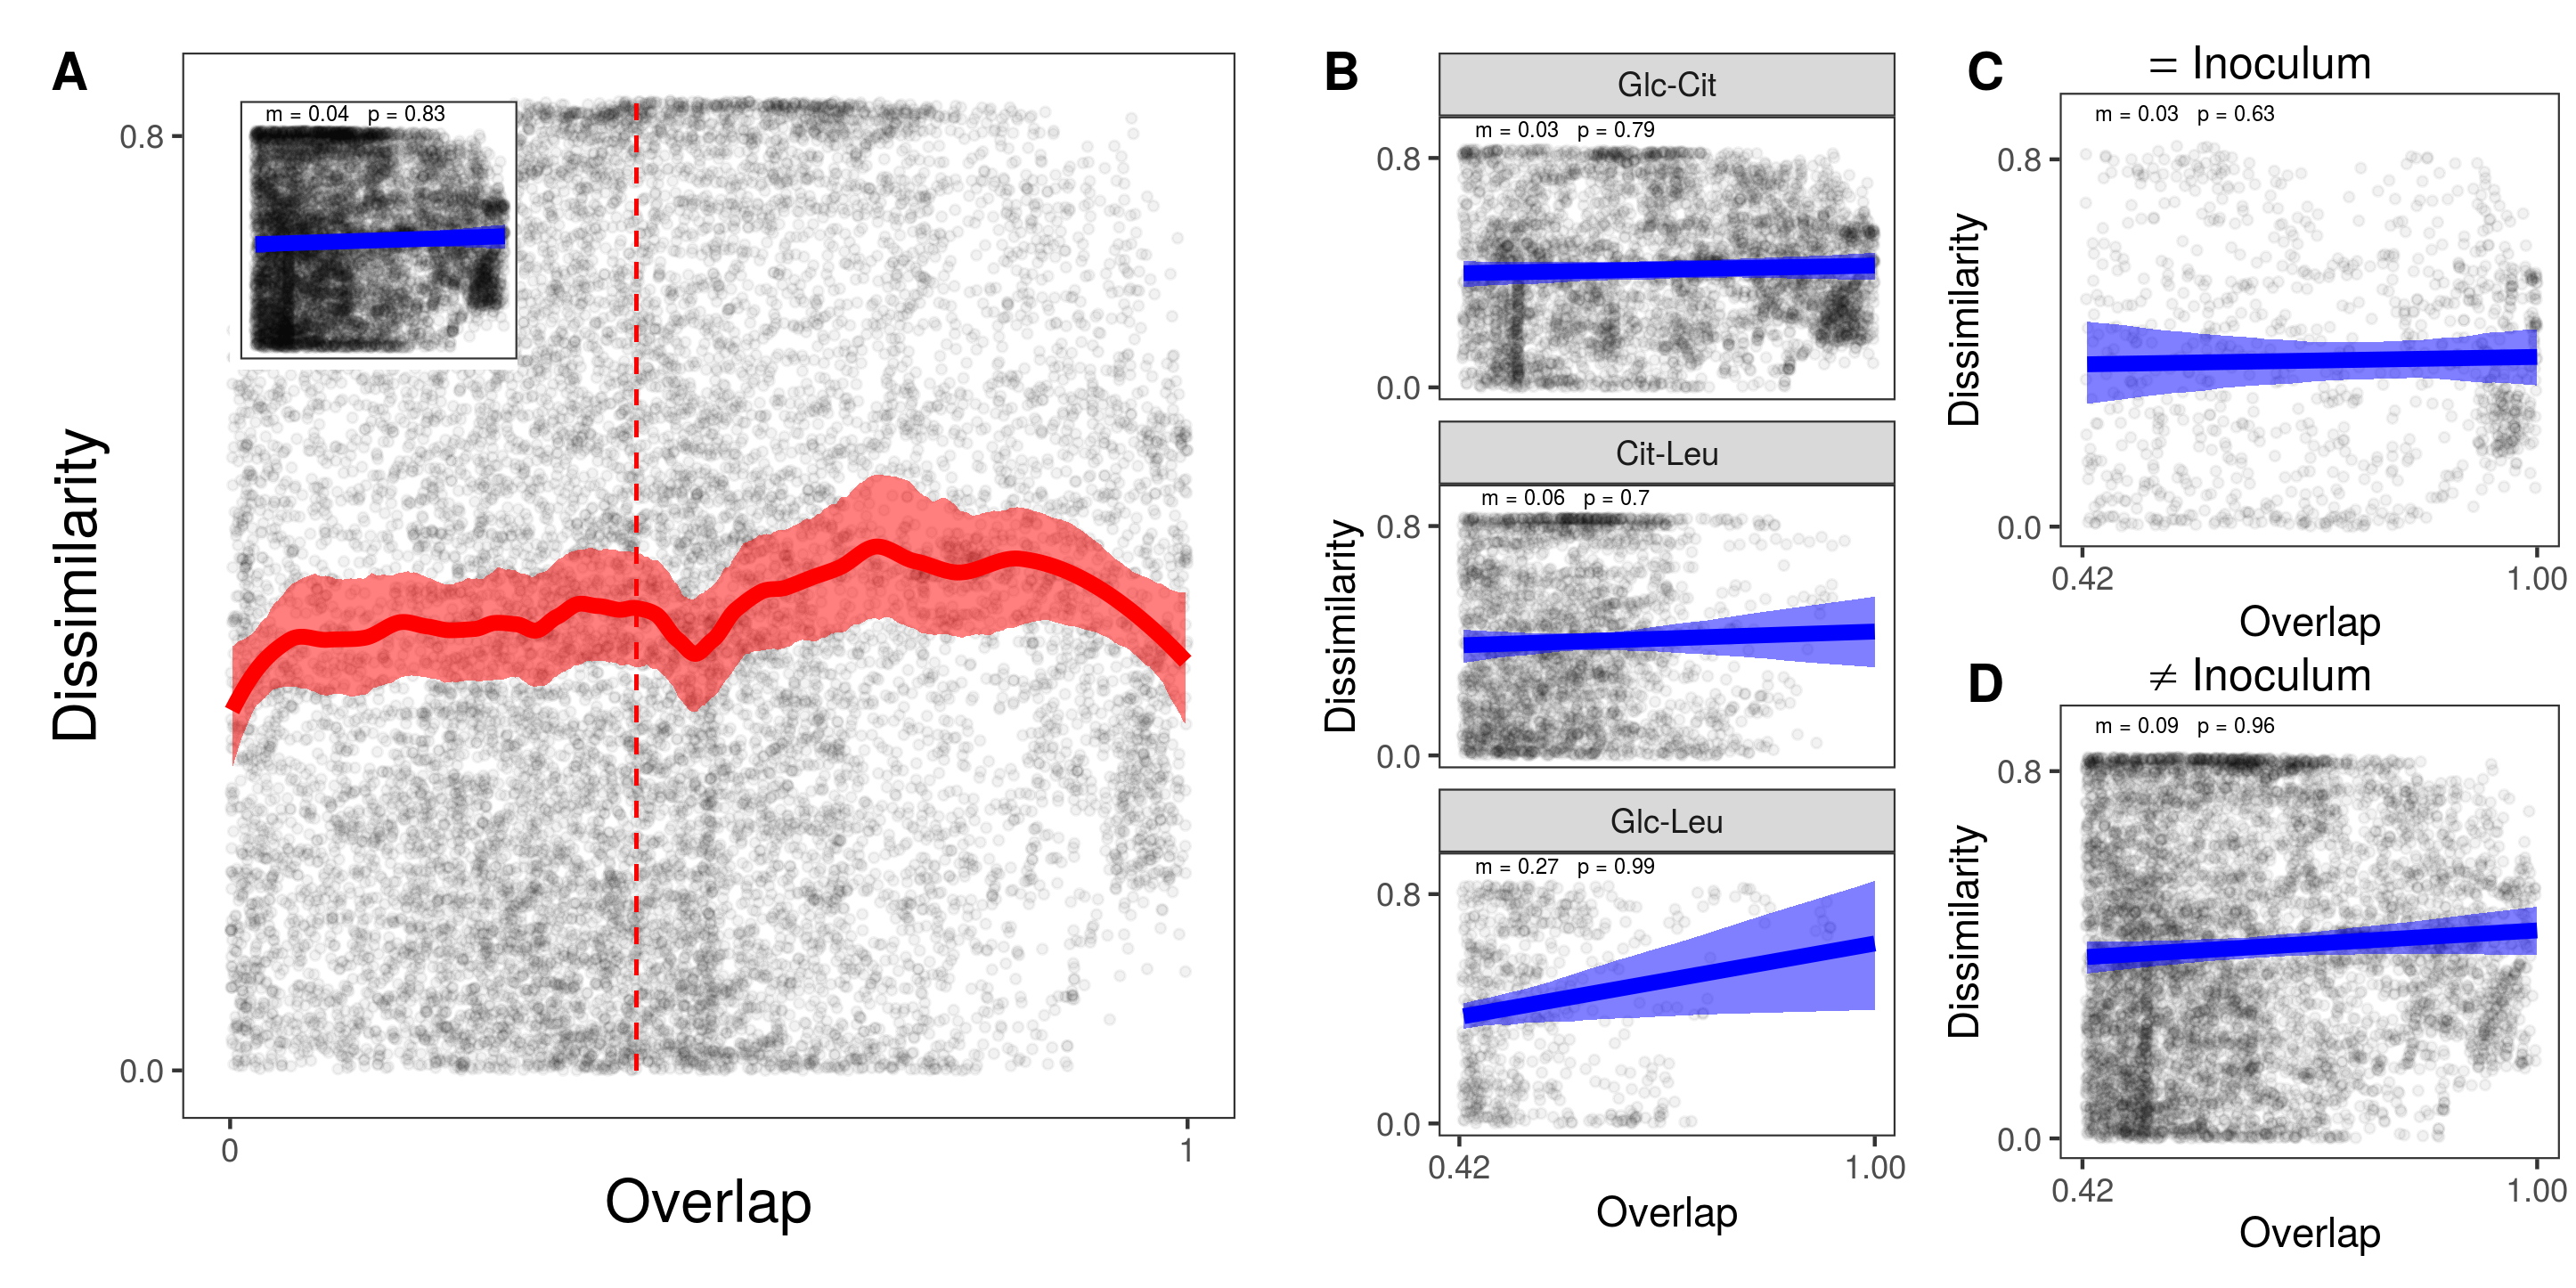 A
m = 0.04 p = 0.83
0.8
0.0
Dissimilarity
0
1
Overlap
B
Glc-Cit
m = 0.03 p = 0.79
0.8
0.0
Cit-Leu
m = 0.06 p = 0.7
0.8
0.0
Dissimilarity
Glc-Leu
m = 0.27 p = 0.99
0.8
0.0
0.42
1.00
Overlap
C
= Inoculum
m = 0.03 p = 0.63
0.8
0.0
Dissimilarity
0.42
1.00
Overlap
D
≠ Inoculum
m = 0.09 p = 0.96
0.8
0.0
Dissimilarity
0.42
1.00
Overlap